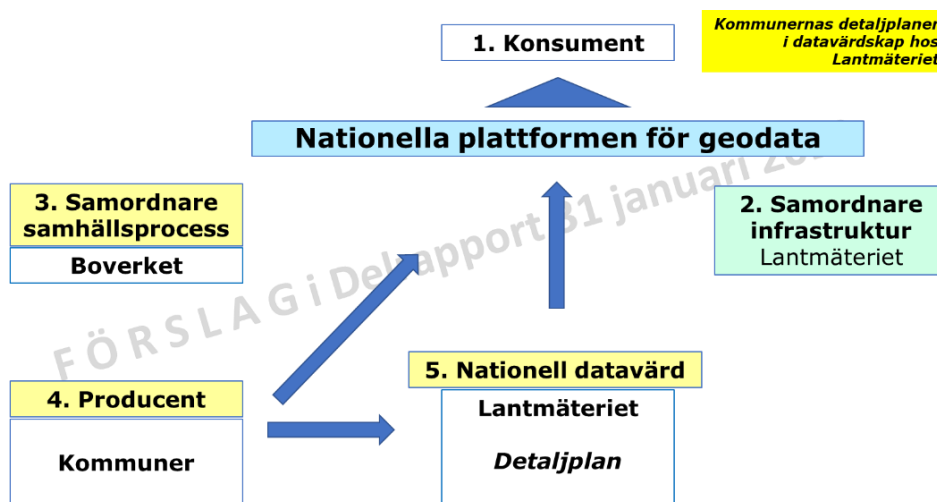 1. Konsument
Kommunernas detaljplaner
i datavärdskap hos
Lantmäteriet
Nationella plattformen för geodata
3. Samordnare
samhällsprocess
Boverket
2. Samordnare
infrastruktur
Lantmäteriet
F Ö R S L A G i Delrapport 31 januari
4. Producent
Kommuner
5. Nationell datavärd
Lantmäteriet
Detaljplan